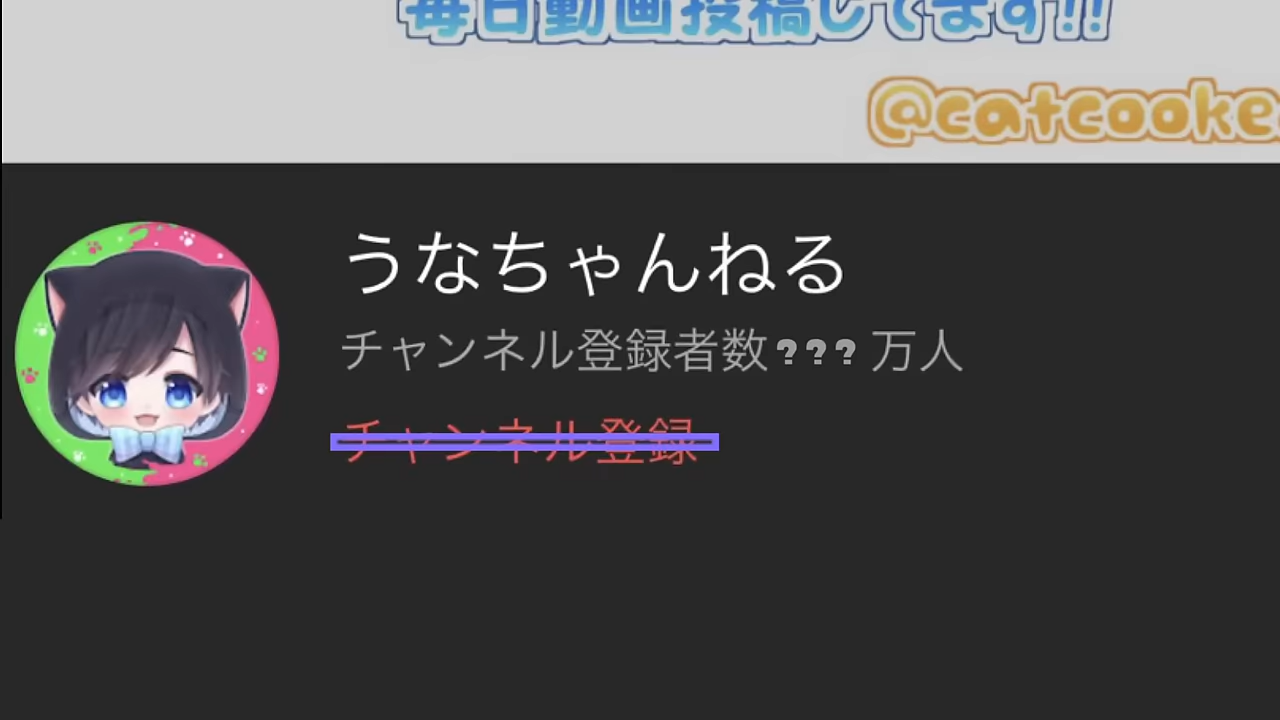 毎日動画投稿してます!!
@catcooke
うなちゃんねる
チャンネル登録者数??? 万人
チャンネル登録